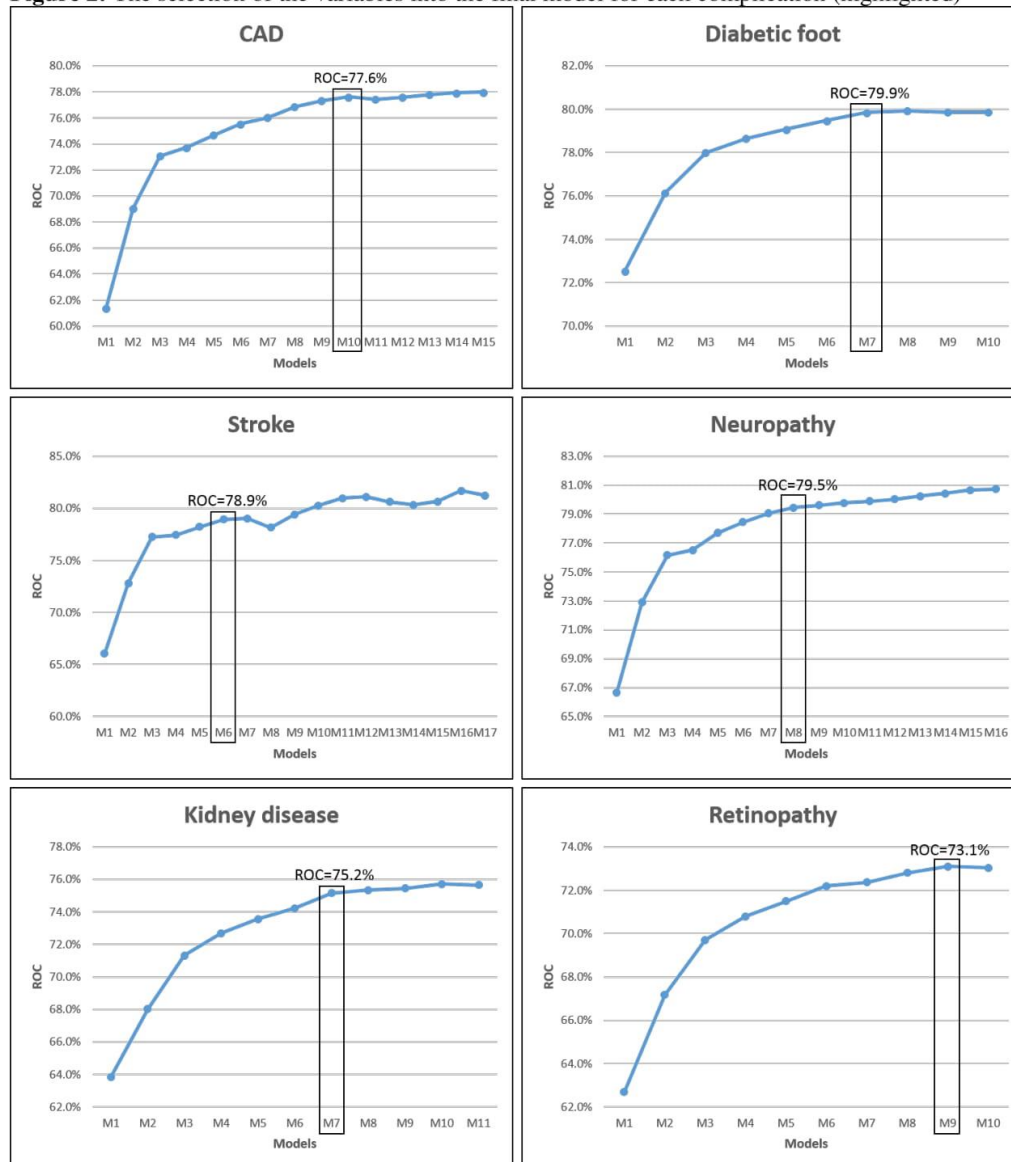 Figure 2. The selection of the variables into the final model for each complication (highlighted)
CAD
80.0%
78.0%
76.0%
74.0%
72.0%
70.0%
68.0%
66.0%
64.0%
62.0%
60.0%
ROC
ROC=77.6%
M1 M2 M3 M4 M5 M6 M7 M8 M9 M10 M11 M12 M13 M14 M15
Models
Diabetic foot
82.0%
80.0%
78.0%
76.0%
74.0%
72.0%
70.0%
ROC
ROC=79.9%
M1 M2 M3 M4 M5 M6 M7 M8 M9 M10
Models
Stroke
85.0%
80.0%
75.0%
70.0%
65.0%
60.0%
ROC
ROC=78.9%
M1 M2 M3 M4 M5 M6 M7 M8 M9 M10 M11 M12 M13 M14 M15 M16 M17
Models
Neuropathy
83.0%
81.0%
79.0%
77.0%
75.0%
73.0%
71.0%
69.0%
67.0%
65.0%
ROC
ROC=79.5%
M1 M2 M3 M4 M5 M6 M7 M8 M9 M10 M11 M12 M13 M14 M15 M16
Models
Kidney disease
78.0%
76.0%
74.0%
72.0%
70.0%
68.0%
66.0%
64.0%
62.0%
ROC
ROC=75.2%
M1 M2 M3 M4 M5 M6 M7 M8 M9 M10 M11
Models
Retinopathy
74.0%
72.0%
70.0%
68.0%
66.0%
64.0%
62.0%
ROC
ROC=73.1%
M1 M2 M3 M4 M5 M6 M7 M8 M9 M10
Models